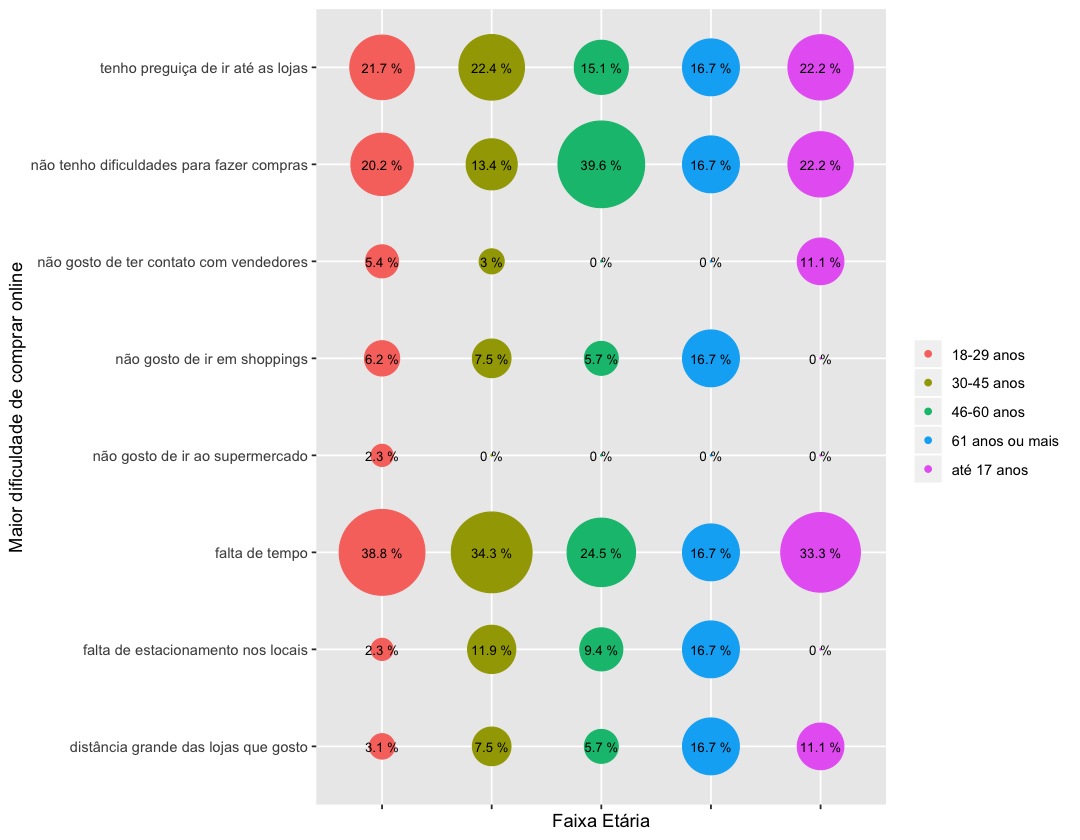 Maior dificuldade de comprar online
tenho preguiça de ir até as lojas
21.7 %
22.4 %
15.1 %
16.7 %
22.2 %
não tenho dificuldades para fazer compras
20.2 %
13.4 %
39.6 %
16.7 %
22.2 %
não gosto de ter contato com vendedores
5.4 %
3 %
0 %
0 %
11.1 %
não gosto de ir em shoppings
6.2 %
7.5 %
5.7 %
16.7 %
0 %
não gosto de ir ao supermercado
2.3 %
0 %
0 %
0 %
0 %
falta de tempo
38.8 %
34.3 %
24.5 %
16.7 %
33.3 %
falta de estacionamento nos locais
2.3 %
11.9 %
9.4 %
16.7 %
0 %
distância grande das lojas que gosto
3.1 %
7.5 %
5.7 %
16.7 %
11.1 %
Faixa Etária
18-29 anos
30-45 anos
46-60 anos
61 anos ou mais
até 17 anos